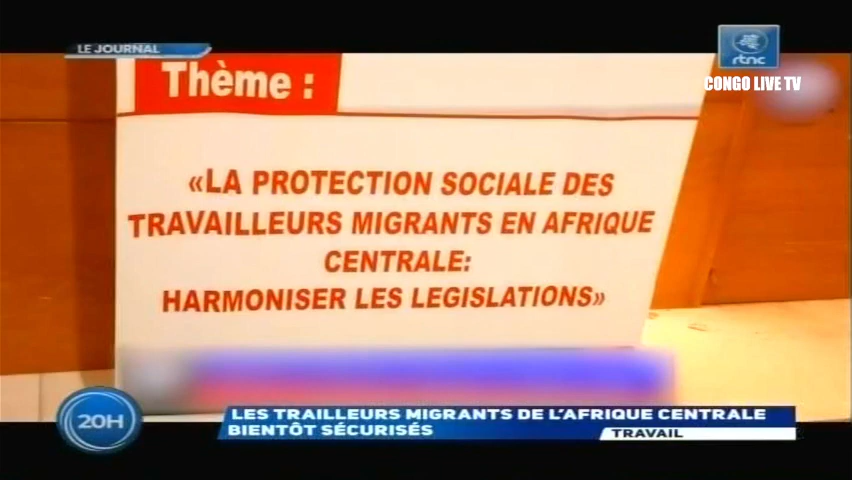 LE JOURNAL
rtnc
CONGO LIVE TV
Thème :
«LA PROTECTION SOCIALE DES
TRAVAILLEURS MIGRANTS EN AFRIQUE
CENTRALE:
HARMONISER LES LEGISLATIONS»
20H
LES TRAILLEURS MIGRANTS DE L'AFRIQUE CENTRALE
BIENTÔT SÉCURISÉS
TRAVAIL